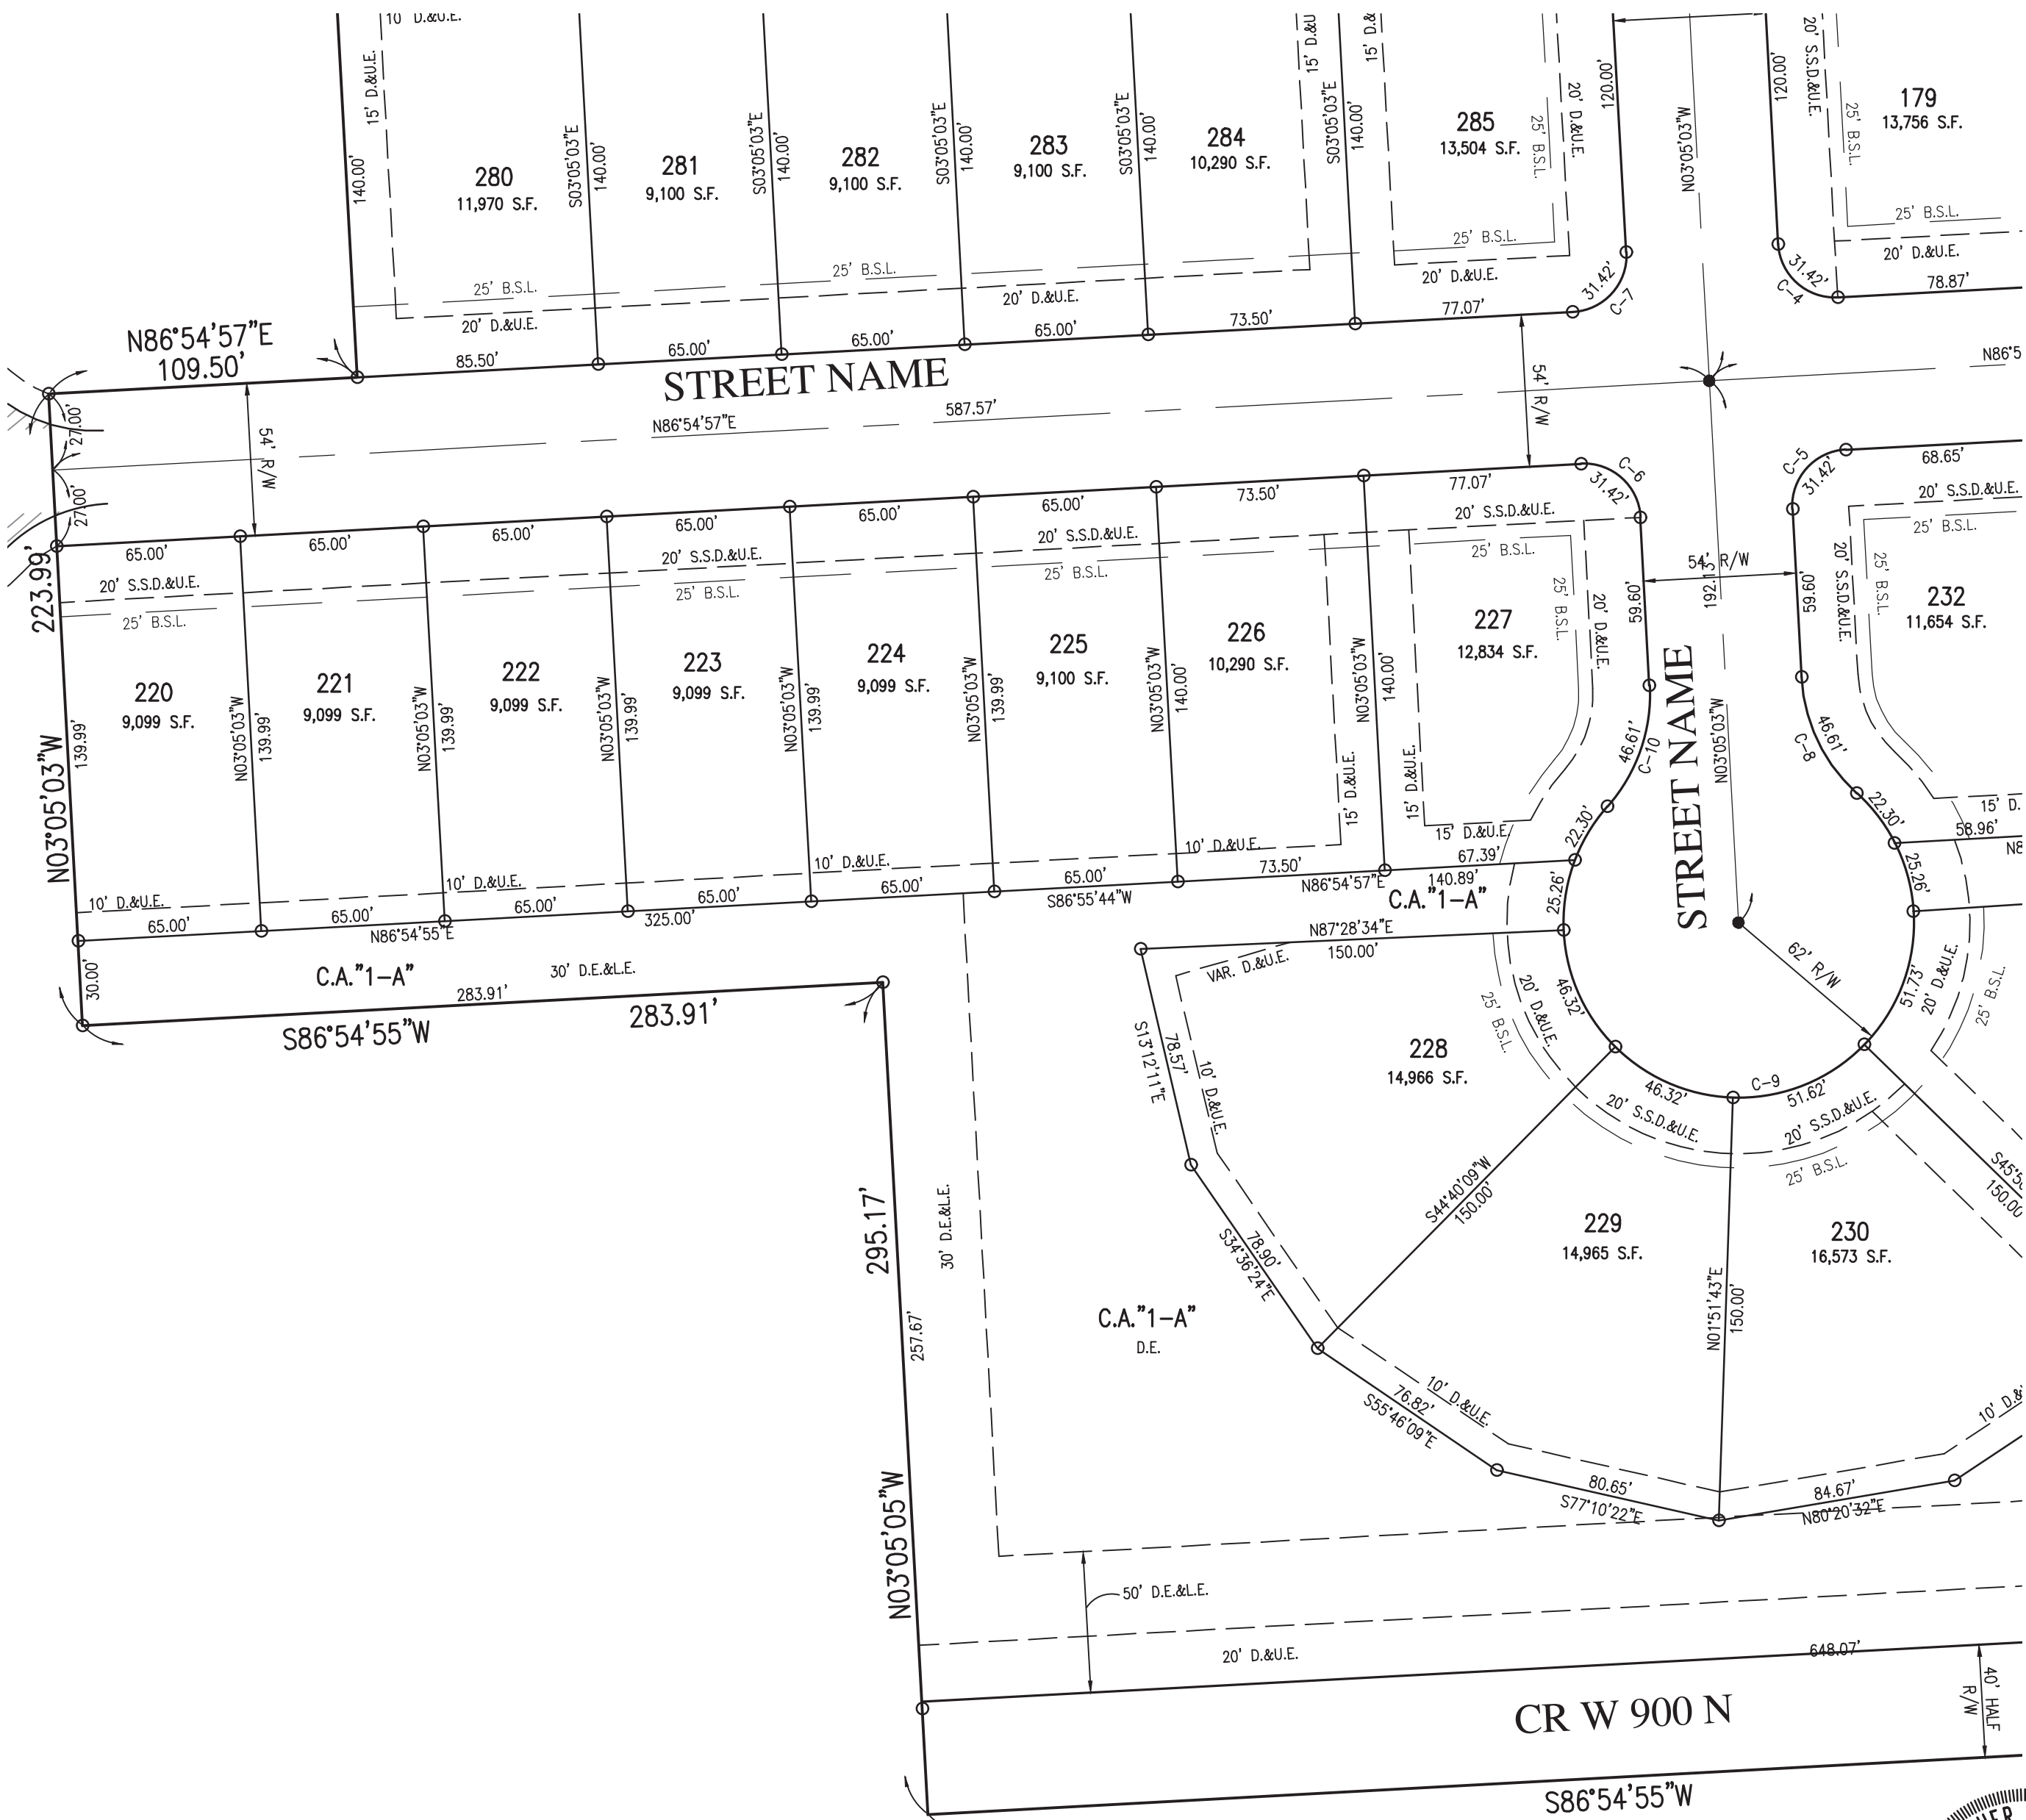 10' D.&U.E.
15' D.&U.E.
140.00'
280
11,970 S.F.
S03°05'03"E
140.00'
281
9,100 S.F.
S03°05'03"E
140.00'
282
9,100 S.F.
S03°05'03"E
140.00'
283
9,100 S.F.
S03°05'03"E
140.00'
284
10,290 S.F.
15' D.&U
S03°05'03"E
140.00'
15' D.&
285
13,504 S.F.
25' B.S.L.
20' D.&U.E.
120.00'
N03°05'03"W
120.00'
20' S.S.D.&U.E.
25' B.S.L.
179
13,756 S.F.
25' B.S.L.
20' D.&U.E.
78.87'
31.42'
C-4
25' B.S.L.
20' D.&U.E.
25' B.S.L.
20' D.&U.E.
25' B.S.L.
20' D.&U.E.
31.42'
C-7
N86°54'57"E
109.50'
85.50'
65.00'
65.00'
65.00'
73.50'
77.07'
STREET NAME
N86°54'57"E
587.57'
N86°5
54' R/W
54' R/W
27.00'
27.00'
223.99'
65.00'
65.00'
65.00'
65.00'
65.00'
65.00'
73.50'
77.07'
31.42'
C-6
C-5
31.42'
68.65'
20' S.S.D.&U.E.
25' B.S.L.
20' S.S.D.&U.E.
25' B.S.L.
20' S.S.D.&U.E.
25' B.S.L.
20' S.S.D.&U.E.
25' B.S.L.
20' S.S.D.&U.E.
25' B.S.L.
54' R/W
192.13'
59.60'
59.60'
25' B.S.L.
20' D.&U.E.
20' S.S.D.&U.E.
25' B.S.L.
232
11,654 S.F.
220
9,099 S.F.
221
9,099 S.F.
222
9,099 S.F.
223
9,099 S.F.
224
9,099 S.F.
225
9,100 S.F.
226
10,290 S.F.
227
12,834 S.F.
139.99'
N03°05'03"W
N03°05'03"W
139.99'
N03°05'03"W
139.99'
N03°05'03"W
139.99'
N03°05'03"W
139.99'
N03°05'03"W
139.99'
N03°05'03"W
140.00'
N03°05'03"W
140.00'
15' D.&U.E.
15' D.&U.E.
15' D.&U.E.
46.61'
C-10
22.30'
STREET NAME
N03°05'03"W
46.61'
C-8
22.30'
15' D.
58.96'
N8
25.26'
10' D.&U.E.
10' D.&U.E.
10' D.&U.E.
10' D.&U.E.
65.00'
65.00'
65.00'
65.00'
65.00'
65.00'
73.50'
67.39'
N86°54'55"E
325.00'
S86°55'44"W
N86°54'57"E
140.89'
C.A."1-A"
25.26'
30.00'
C.A."1-A"
30' D.E.&L.E.
283.91'
S86°54'55"W
283.91'
N87°28'34"E
150.00'
VAR. D.&U.E.
62' R/W
51.73'
20' D.&U.E.
25' B.S.L.
46.32'
20' D.&U.E.
25' B.S.L.
S13°12'11"E
78.57'
10' D.&U.E.
228
14,966 S.F.
46.32'
C-9
51.62'
20' S.S.D.&U.E.
20' S.S.D.&U.E.
25' B.S.L.
S44°40'09"W
150.00'
150.00
295.17'
30' D.E.&L.E.
257.67'
S34°36'24"E
78.90'
229
14,965 S.F.
230
16,573 S.F.
N01°51'43"E
150.00'
C.A."1-A"
D.E.
76.82'
S55°46'09"E
10' D.&U.E.
10' D.&
80.65'
S77°10'22"E
84.67'
N80°20'32"E
N03°05'05"W
50' D.E.&L.E.
20' D.&U.E.
648.07'
CR W 900 N
40' HALF
R/W
S86°54'55"W